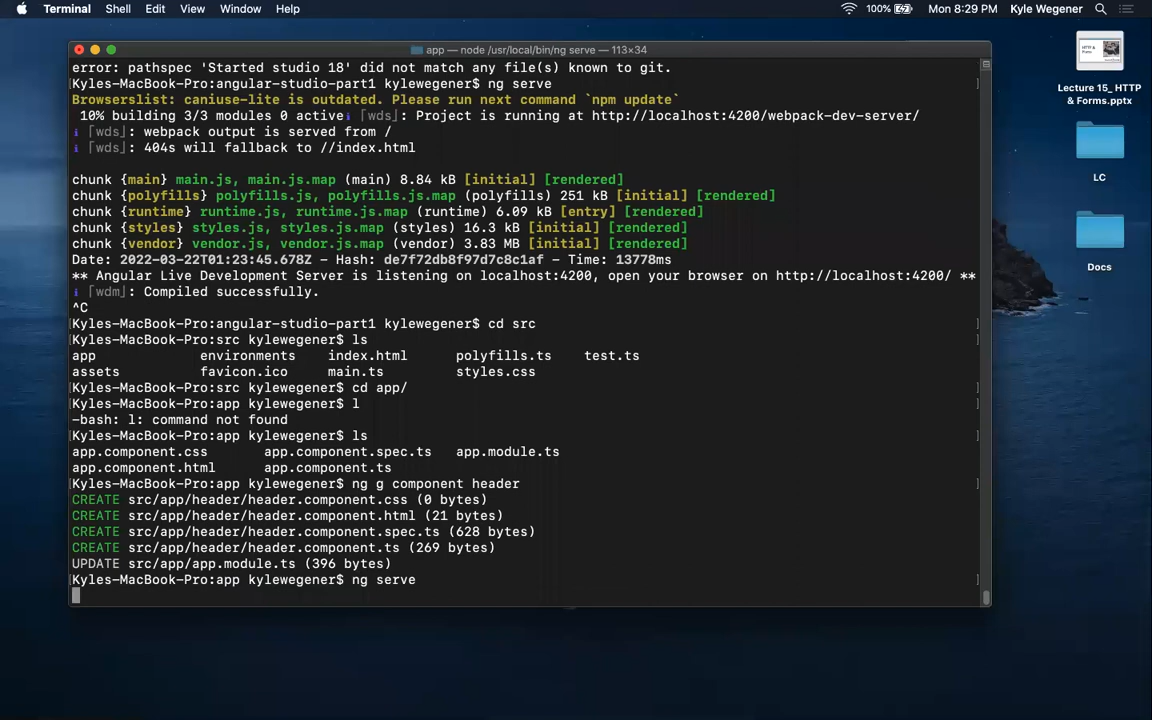 Terminal Shell Edit View Window Help 100% Mon 8:29 PM Kyle Wegener
app — node /usr/local/bin/ng serve — 113×34
error: pathspec 'Started studio 18' did not match any file(s) known to git.
[Kyles-MacBook-Pro:angular-studio-part1 kylewegener$ ng serve ]
Browserslist: caniuse-lite is outdated. Please run next command `npm update`
10% building 3/3 modules 0 activeℹ ｢wds｣: Project is running at http://localhost:4200/webpack-dev-server/
ℹ ｢wds｣: webpack output is served from /
ℹ ｢wds｣: 404s will fallback to //index.html
chunk {main} main.js, main.js.map (main) 8.84 kB [initial] [rendered]
chunk {polyfills} polyfills.js, polyfills.js.map (polyfills) 251 kB [initial] [rendered]
chunk {runtime} runtime.js, runtime.js.map (runtime) 6.09 kB [entry] [rendered]
chunk {styles} styles.js, styles.js.map (styles) 16.3 kB [initial] [rendered]
chunk {vendor} vendor.js, vendor.js.map (vendor) 3.83 MB [initial] [rendered]
Date: 2022-03-22T01:23:45.678Z - Hash: de7f72db8f97d7c8c1af - Time: 13778ms
** Angular Live Development Server is listening on localhost:4200, open your browser on http://localhost:4200/ **
ℹ ｢wdm｣: Compiled successfully.
^C
[Kyles-MacBook-Pro:angular-studio-part1 kylewegener$ cd src ]
[Kyles-MacBook-Pro:src kylewegener$ ls ]
app environments index.html polyfills.ts test.ts
assets favicon.ico main.ts styles.css
[Kyles-MacBook-Pro:src kylewegener$ cd app/ ]
[Kyles-MacBook-Pro:app kylewegener$ l ]
-bash: l: command not found
[Kyles-MacBook-Pro:app kylewegener$ ls ]
app.component.css app.component.spec.ts app.module.ts
app.component.html app.component.ts
[Kyles-MacBook-Pro:app kylewegener$ ng g component header ]
CREATE src/app/header/header.component.css (0 bytes)
CREATE src/app/header/header.component.html (21 bytes)
CREATE src/app/header/header.component.spec.ts (628 bytes)
CREATE src/app/header/header.component.ts (269 bytes)
UPDATE src/app/app.module.ts (396 bytes)
[Kyles-MacBook-Pro:app kylewegener$ ng serve ]
HTTP &
Forms
Lecture 15_ HTTP
& Forms.pptx
LC
Docs